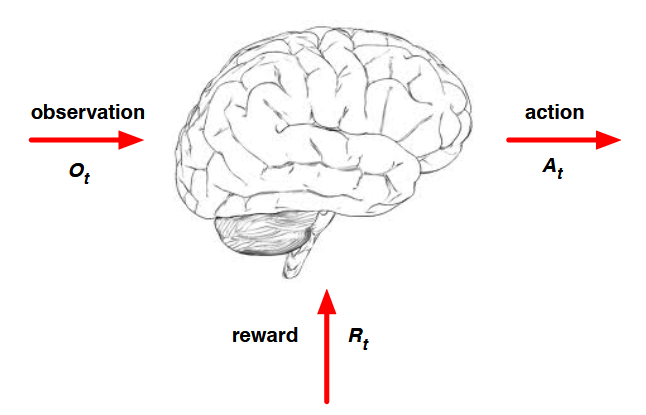 observation
O_t
action
A_t
reward
R_t